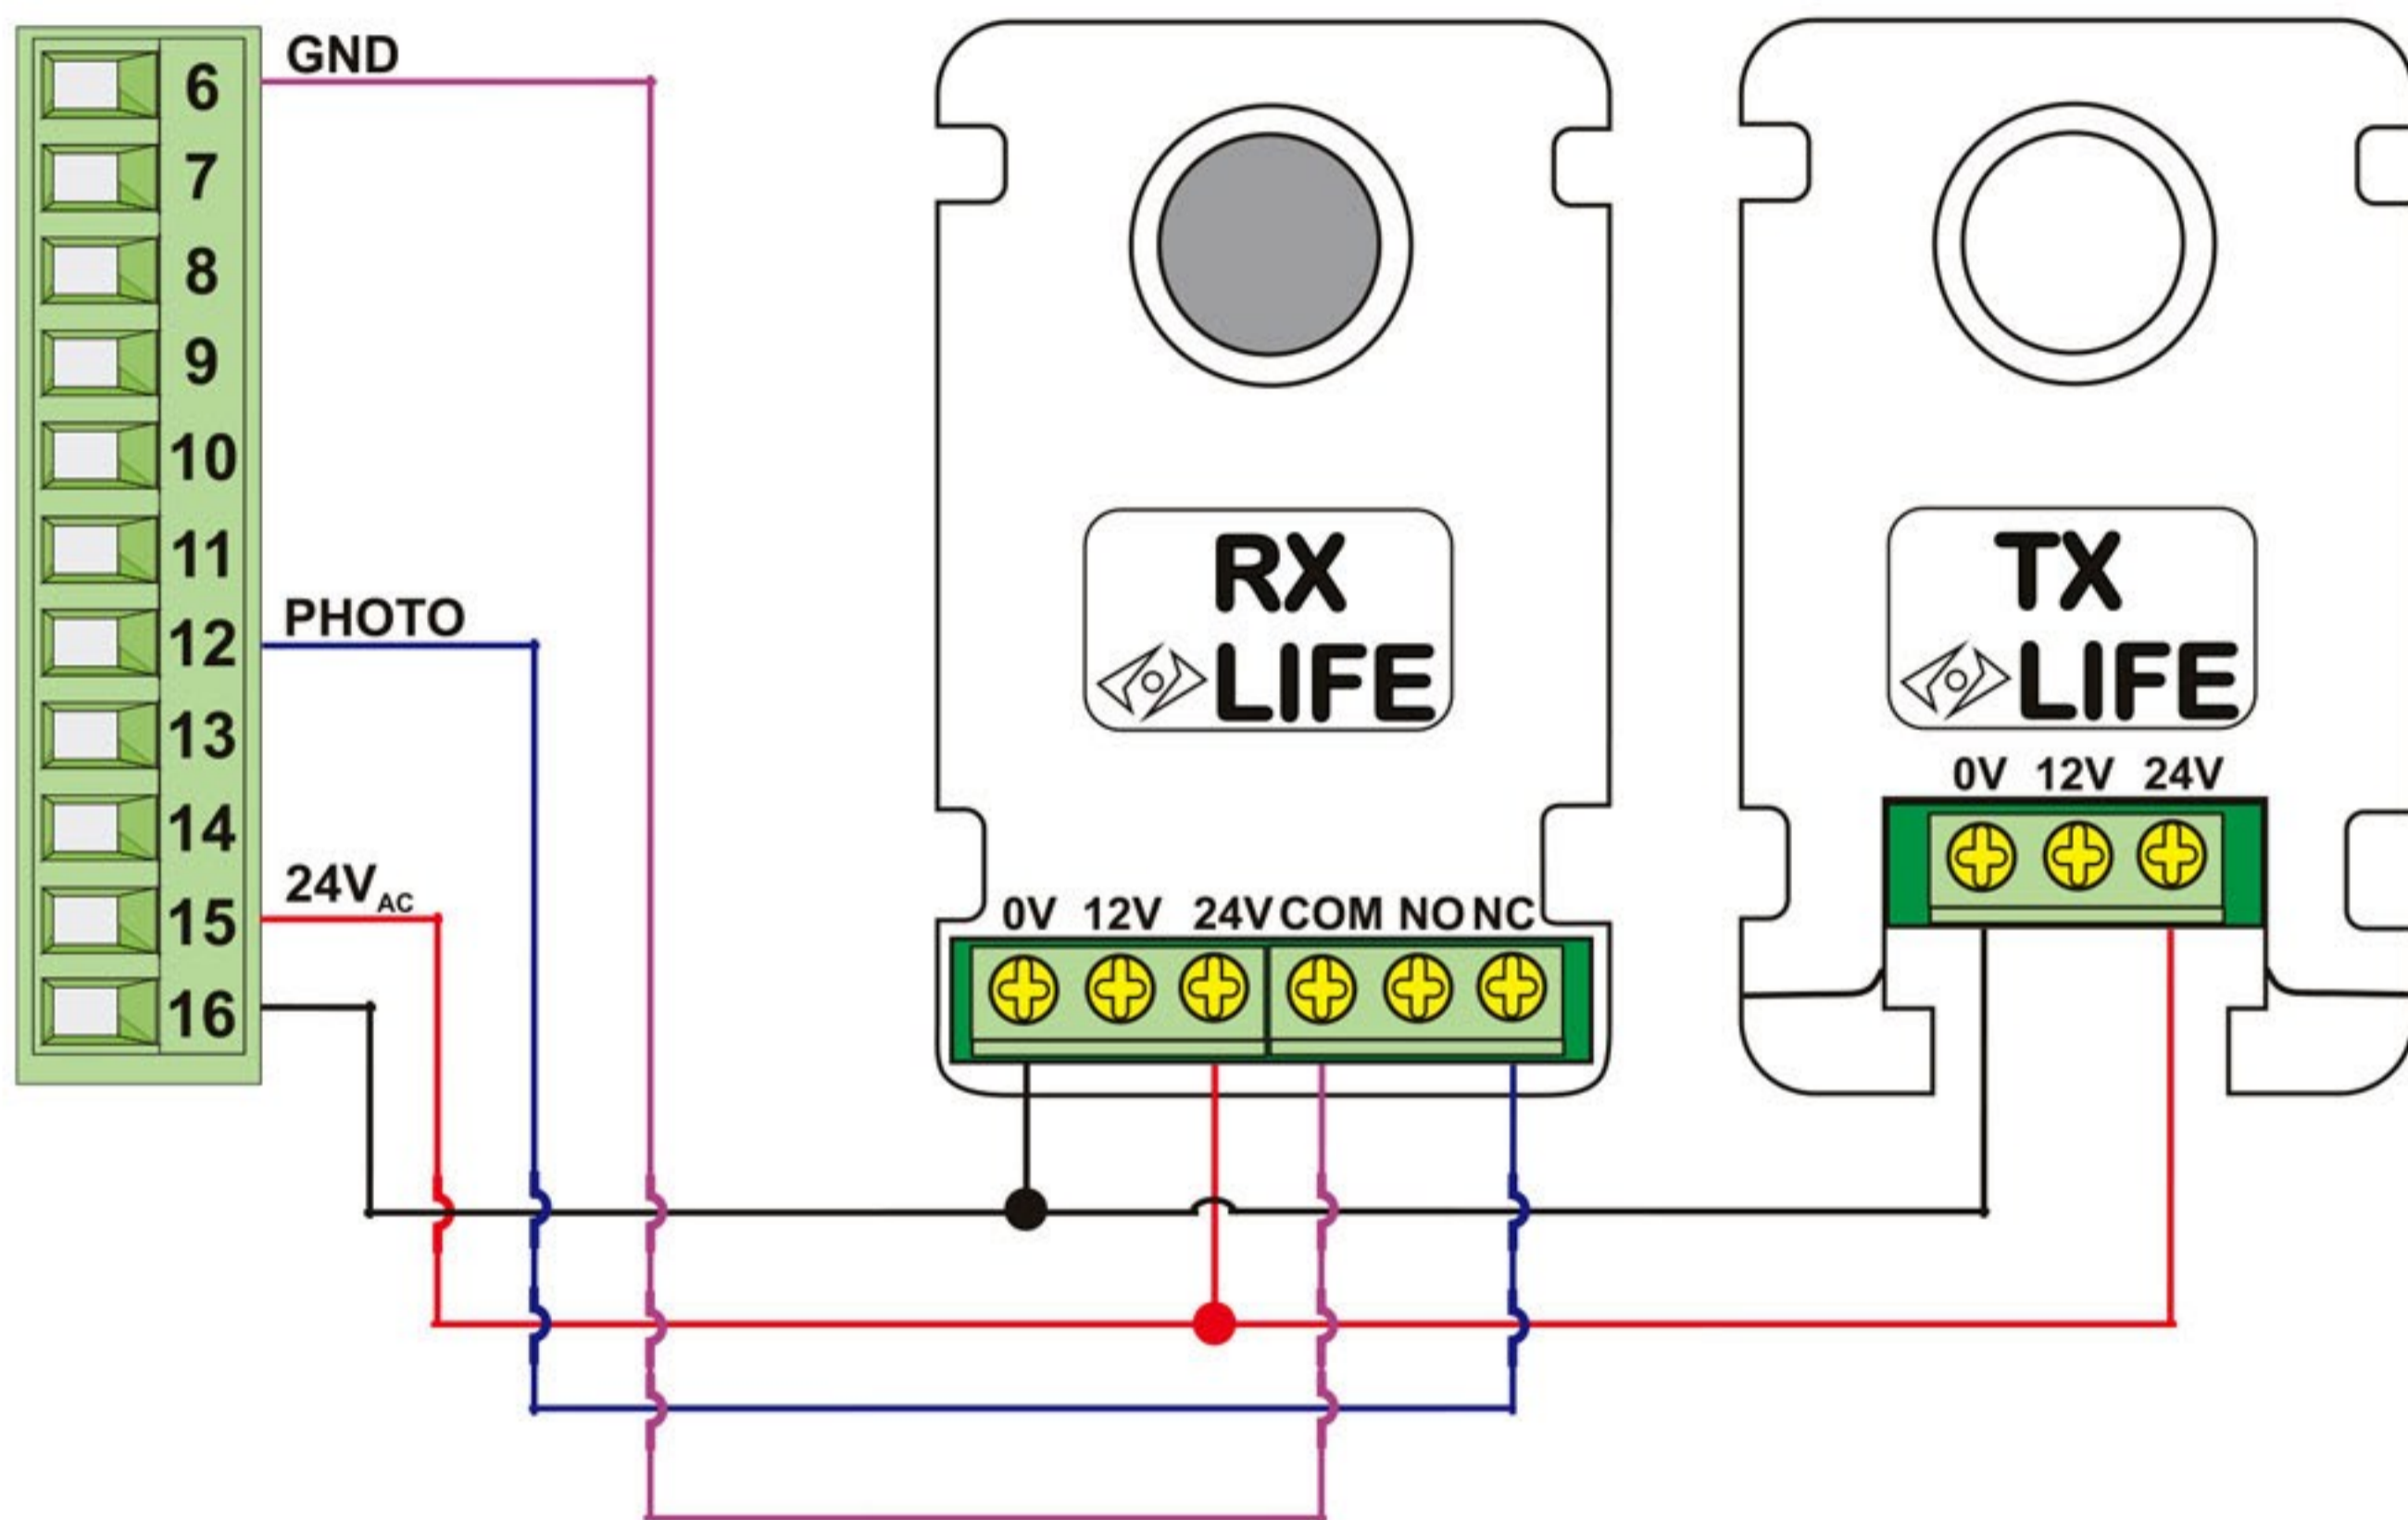 6
GND
7
8
9
10
11
12
PHOTO
13
14
15
24VAC
16
RX
LIFE
0V 12V 24V COM NO NC
TX
LIFE
0V 12V 24V